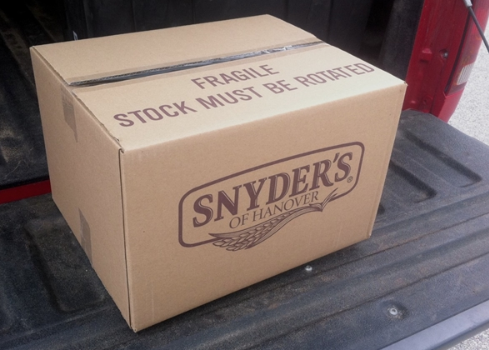 FRAGILE
STOCK MUST BE ROTATED
SNYDER'S®
OF HANOVER